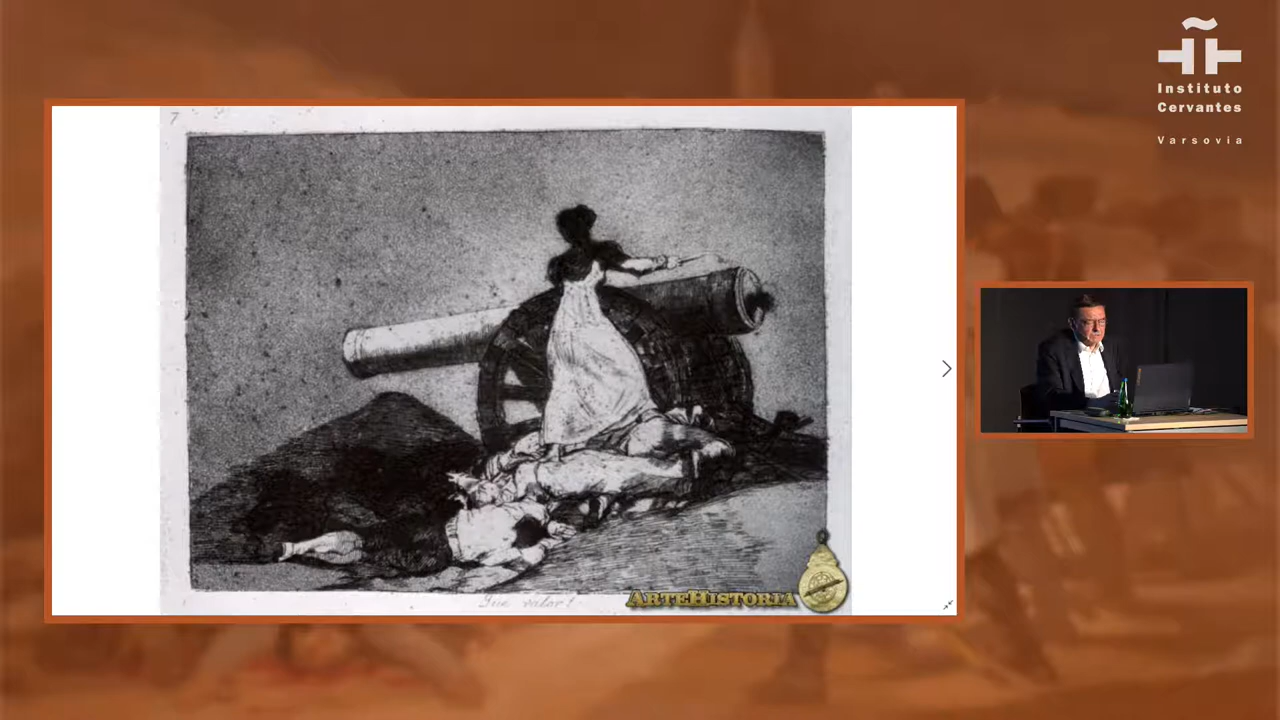 Instituto
Cervantes
Varsovia
7
Que valor!
ARTEHISTORIA